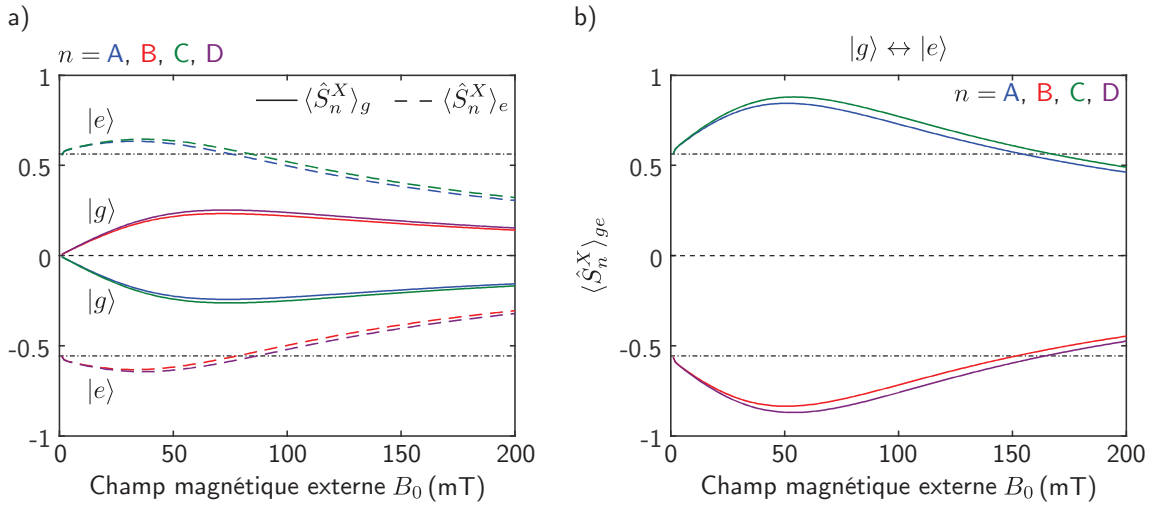 a)
n = A, B, C, D
⟨Ŝ_n^X⟩_g ⟨Ŝ_n^X⟩_e
|e⟩
|g⟩
|g⟩
|e⟩
1
0.5
0
-0.5
-1
0 50 100 150 200
Champ magnétique externe B_0 (mT)
b)
|g⟩ ↔ |e⟩
n = A, B, C, D
⟨Ŝ_n^X⟩_ge
1
0.5
0
-0.5
-1
0 50 100 150 200
Champ magnétique externe B_0 (mT)